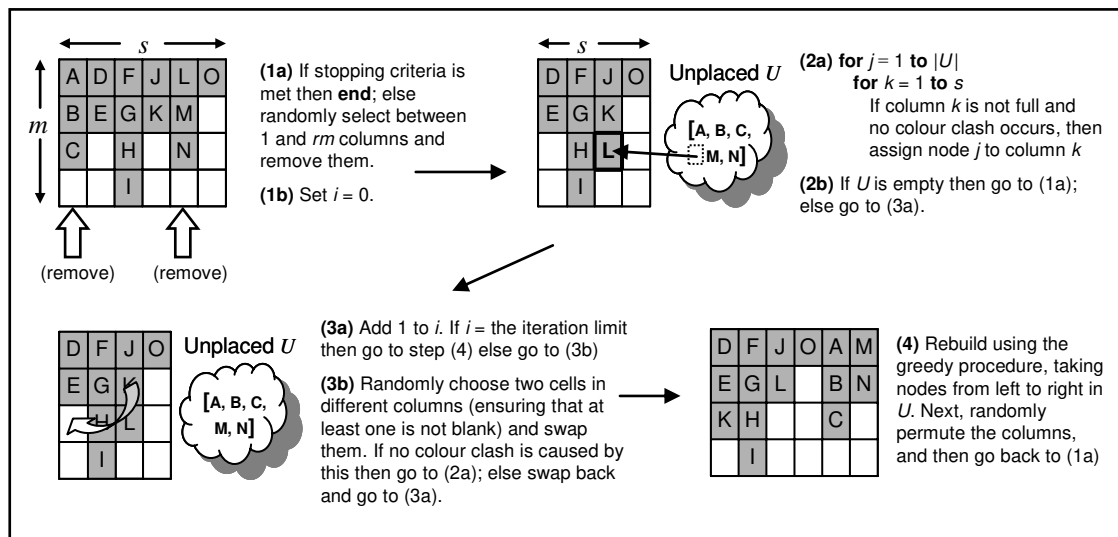 s
m
A D F J L O
B E G K M
C H N
I
(remove) (remove)
(1a) If stopping criteria is
met then end; else
randomly select between
1 and rm columns and
remove them.
(1b) Set i = 0.
s
D F J O
E G K
H L
I
Unplaced U
[A, B, C,
M, N]
(2a) for j = 1 to |U|
for k = 1 to s
If column k is not full and
no colour clash occurs, then
assign node j to column k
(2b) If U is empty then go to (1a);
else go to (3a).
D F J O
E G K
H L
I
Unplaced U
[A, B, C,
M, N]
(3a) Add 1 to i. If i = the iteration limit
then go to step (4) else go to (3b)
(3b) Randomly choose two cells in
different columns (ensuring that at
least one is not blank) and swap
them. If no colour clash is caused by
this then go to (2a); else swap back
and go to (3a).
D F J O A M
E G L B N
K H C
I
(4) Rebuild using the
greedy procedure, taking
nodes from left to right in
U. Next, randomly
permute the columns,
and then go back to (1a)